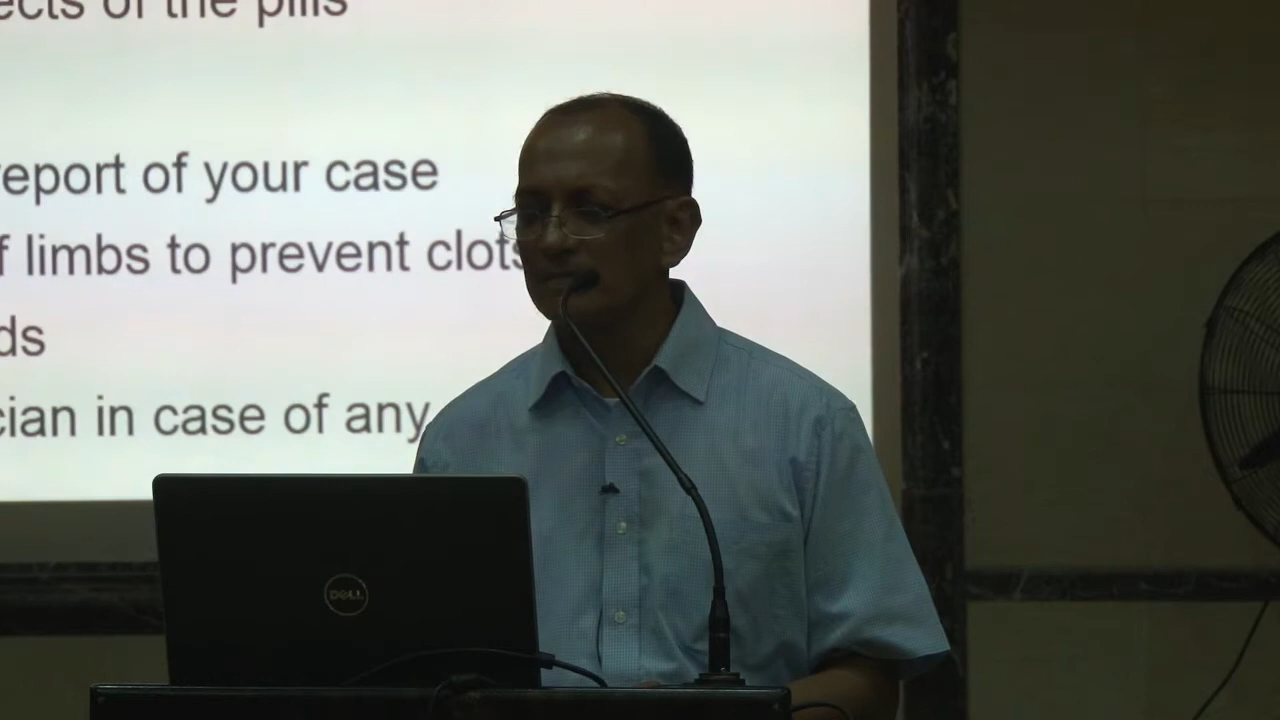 ects of the pills
report of your case
f limbs to prevent clots
ds
cian in case of any
DELL